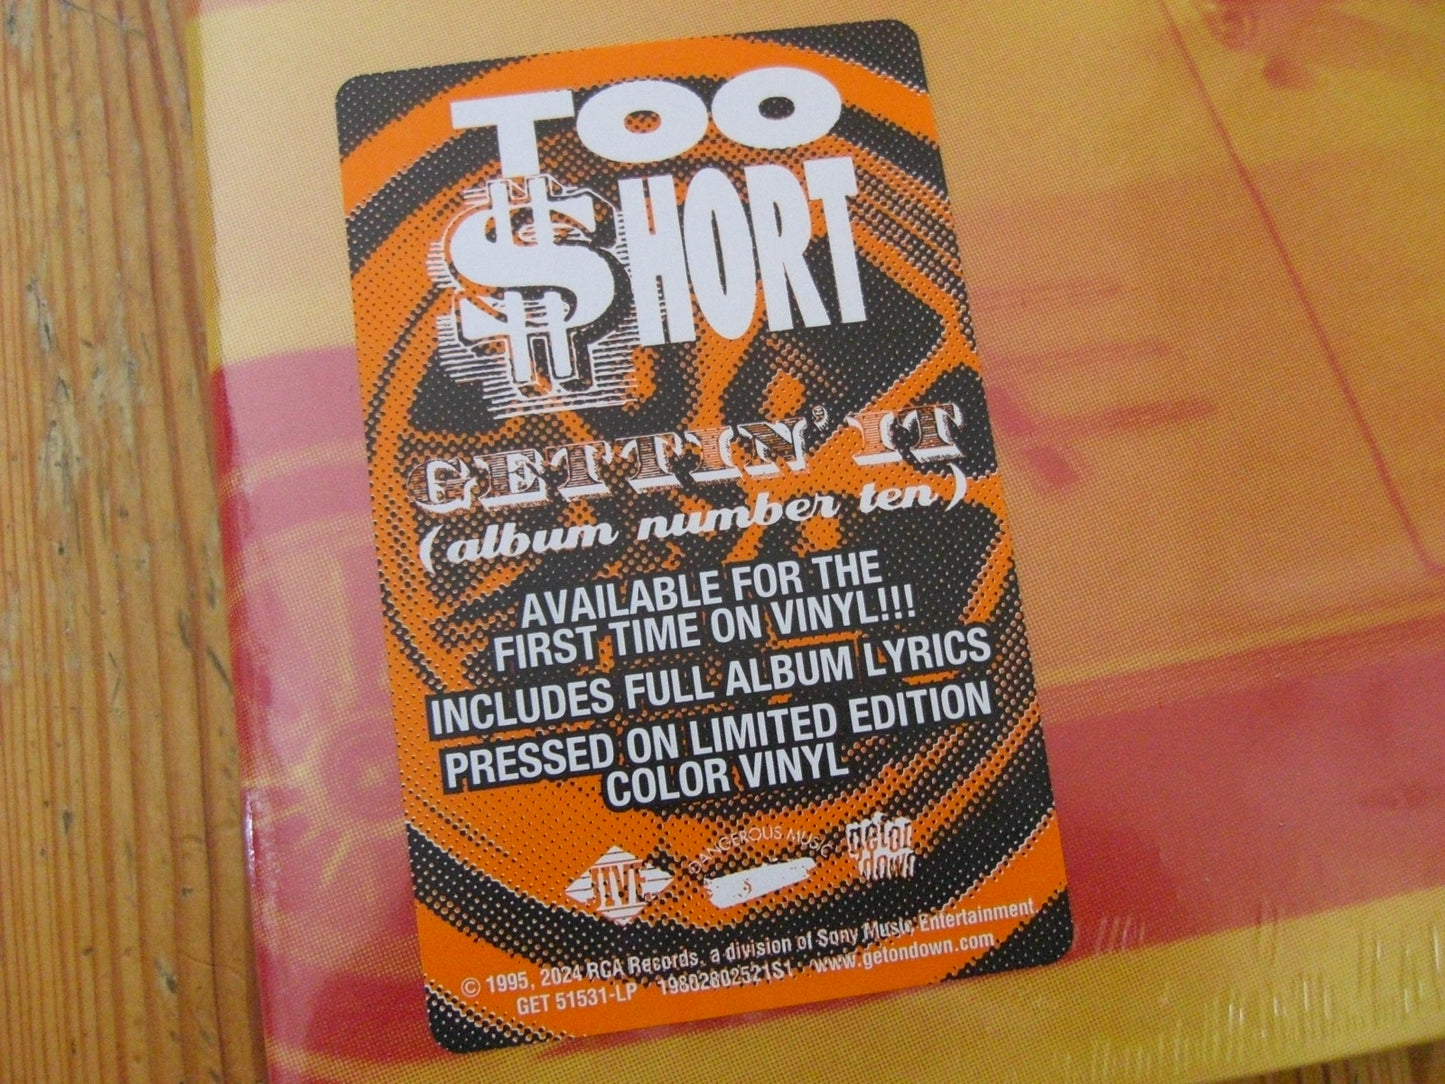 TOO
$HORT
GETTIN' IT
(album number ten)
AVAILABLE FOR THE
FIRST TIME ON VINYL!!!
INCLUDES FULL ALBUM LYRICS
PRESSED ON LIMITED EDITION
COLOR VINYL
JIVE
DANGEROUS MUSIC
get on
down
© 1995, 2024 RCA Records, a division of Sony Music Entertainment
GET 51531-LP 19802802521S1 www.getondown.com